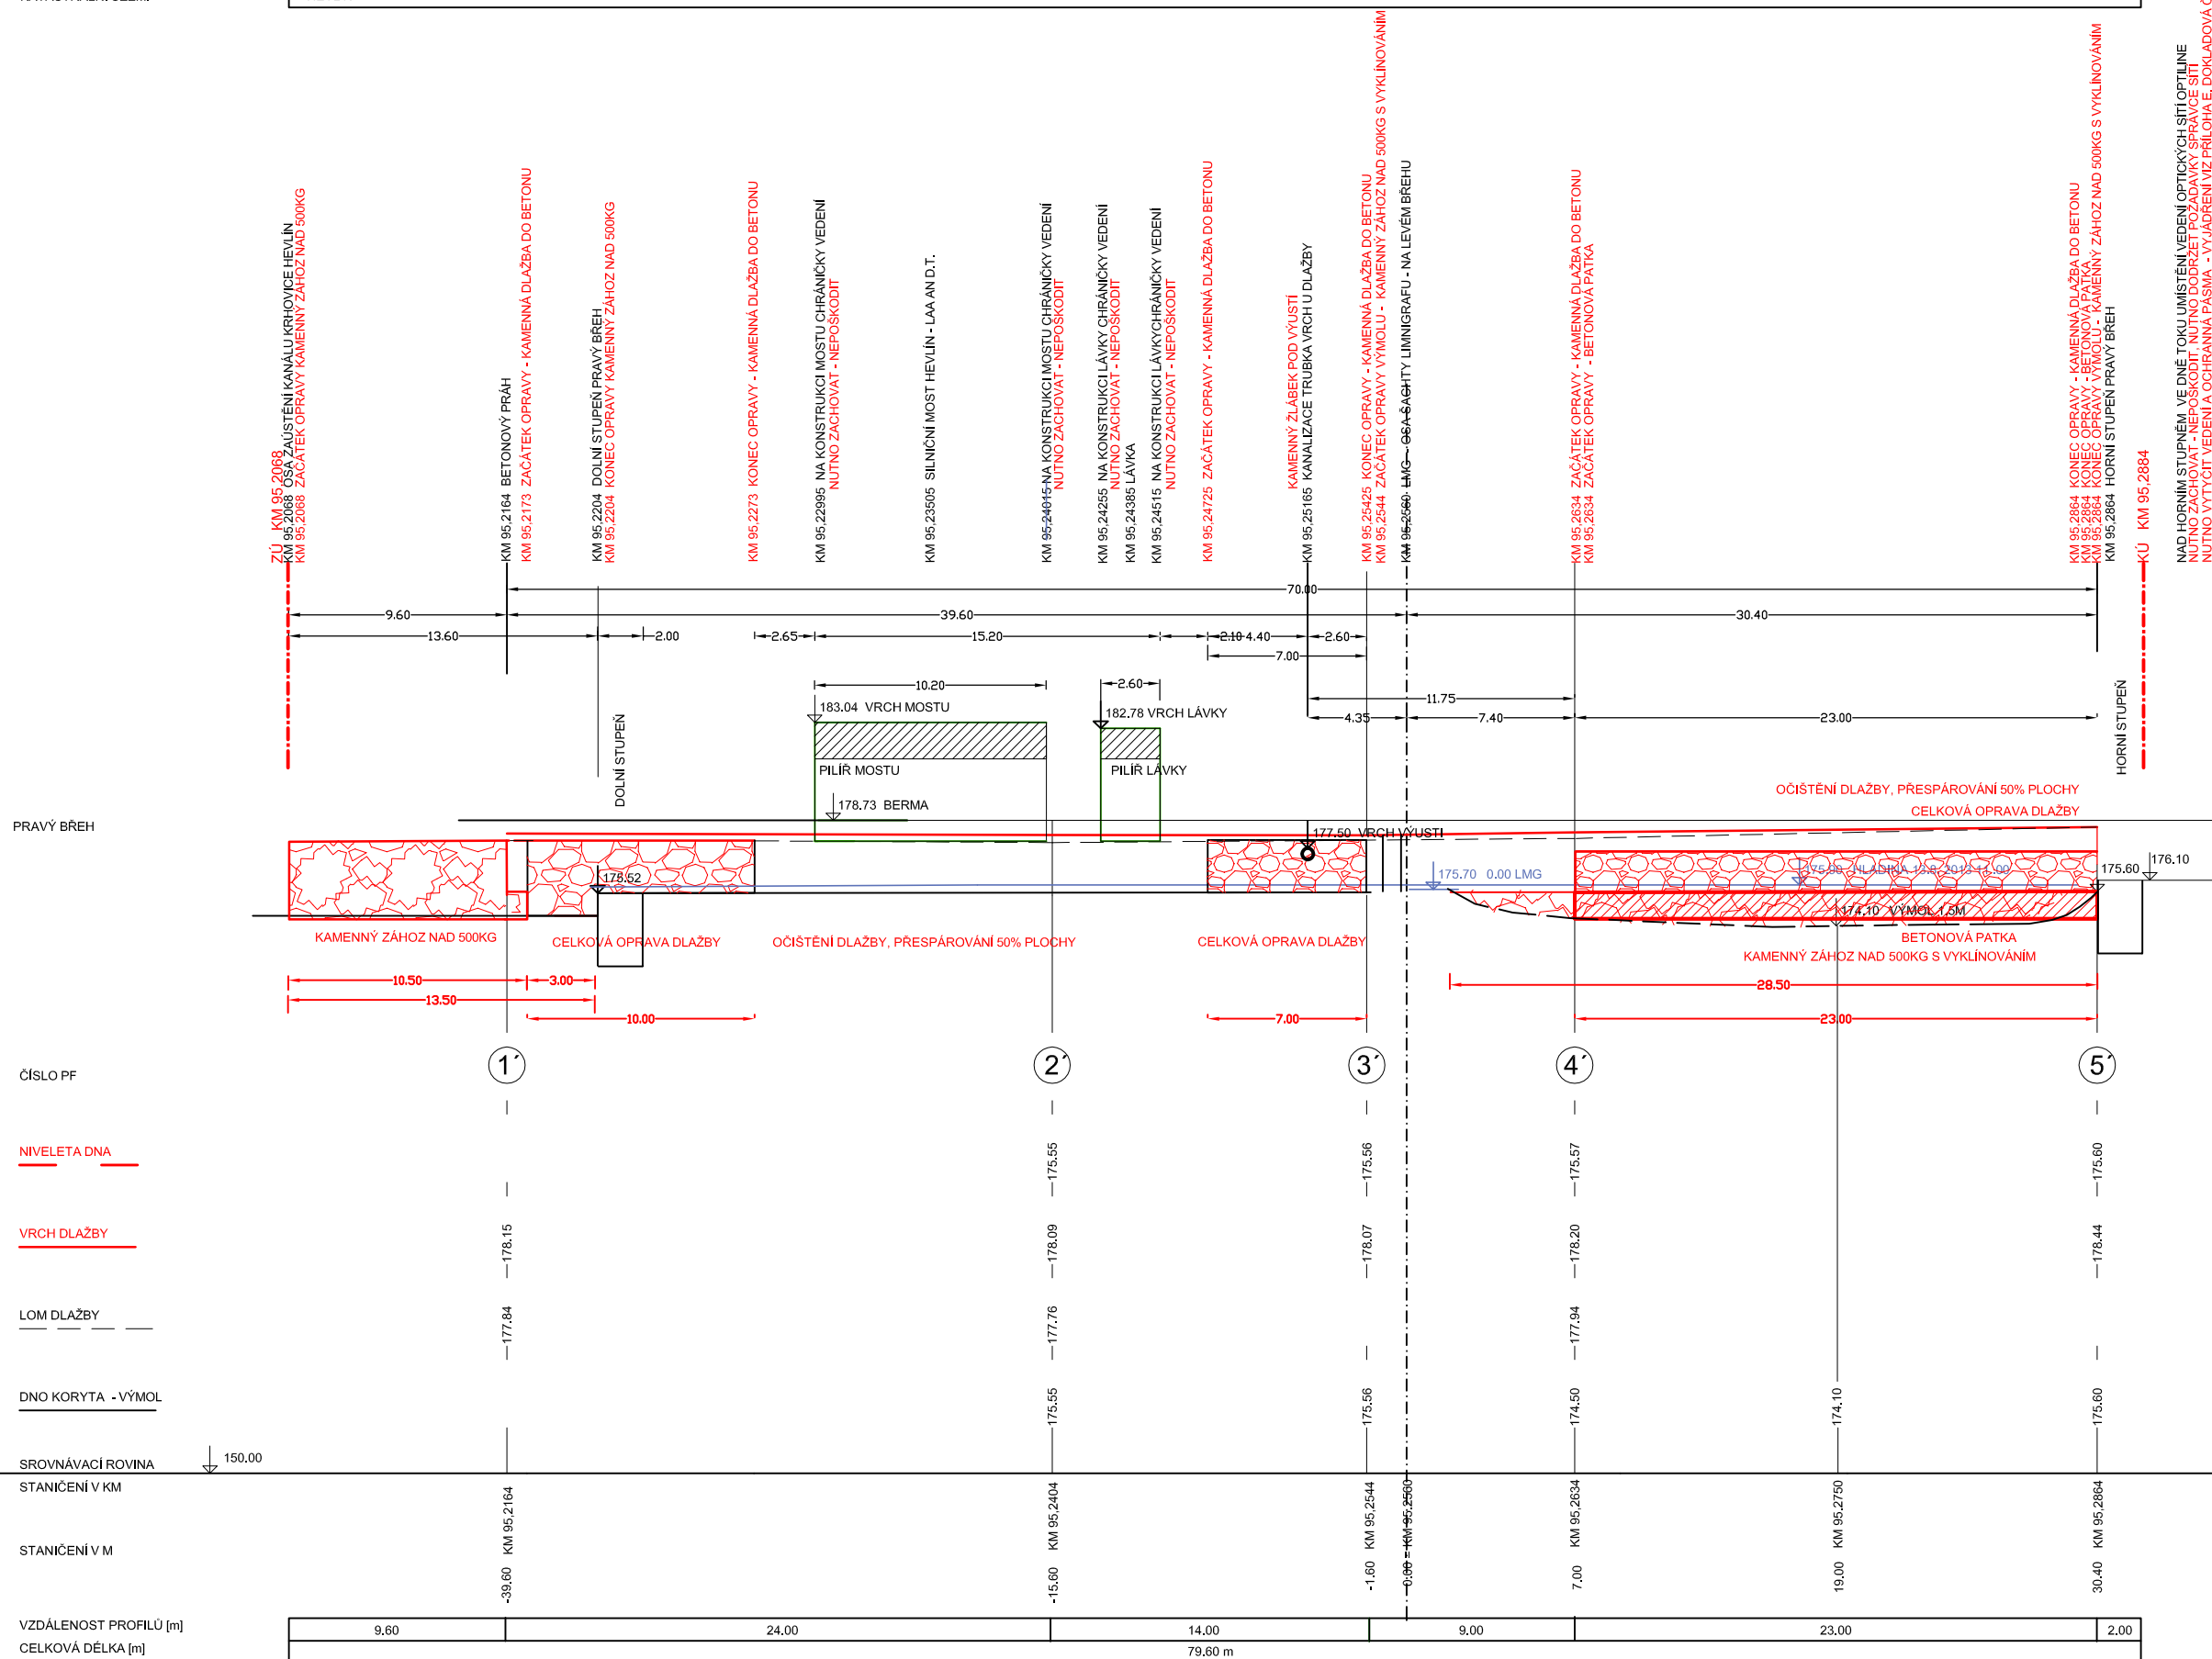 ZÚ KM 95,2068
KM 95,2068 OSA ZAÚSTĚNÍ KANÁLU KRHOVICE HEVLÍN
KM 95,2068 ZAČÁTEK OPRAVY KAMENNÝ ZÁHOZ NAD 500KG
KM 95,2164 BETONOVÝ PRÁH
KM 95,2173 ZAČÁTEK OPRAVY - KAMENNÁ DLAŽBA DO BETONU
KM 95,2204 DOLNÍ STUPEŇ PRAVÝ BŘEH
KM 95,2204 KONEC OPRAVY KAMENNÝ ZÁHOZ NAD 500KG
KM 95,2273 KONEC OPRAVY - KAMENNÁ DLAŽBA DO BETONU
KM 95,22995 NA KONSTRUKCI MOSTU CHRÁNIČKY VEDENÍ
NUTNO ZACHOVAT - NEPOŠKODIT
KM 95,23505 SILNIČNÍ MOST HEVLÍN - LAA AN D.T.
KM 95,24015 NA KONSTRUKCI MOSTU CHRÁNIČKY VEDENÍ
NUTNO ZACHOVAT - NEPOŠKODIT
KM 95,24255 NA KONSTRUKCI LÁVKY CHRÁNIČKY VEDENÍ
NUTNO ZACHOVAT - NEPOŠKODIT
KM 95,24385 LÁVKA
KM 95,24515 NA KONSTRUKCI LÁVKYCHRÁNIČKY VEDENÍ
NUTNO ZACHOVAT - NEPOŠKODIT
KM 95,24725 ZAČÁTEK OPRAVY - KAMENNÁ DLAŽBA DO BETONU
KAMENNÝ ŽLÁBEK POD VÝUSTÍ
KM 95,25165 KANALIZACE TRUBKA VRCH U DLAŽBY
KM 95,25425 KONEC OPRAVY - KAMENNÁ DLAŽBA DO BETONU
KM 95,2544 ZAČÁTEK OPRAVY VÝMOLU - KAMENNÝ ZÁHOZ NAD 500KG S VYKLÍNOVÁNÍM
KM 95,2560 LMG - OSA ŠACHTY LIMNIGRAFU - NA LEVÉM BŘEHU
KM 95,2634 ZAČÁTEK OPRAVY - KAMENNÁ DLAŽBA DO BETONU
KM 95,2634 ZAČÁTEK OPRAVY - BETONOVÁ PATKA
KM 95,2864 KONEC OPRAVY - KAMENNÁ DLAŽBA DO BETONU
KM 95,2864 KONEC OPRAVY - BETONOVÁ PATKA
KM 95,2864 KONEC OPRAVY VÝMOLU - KAMENNÝ ZÁHOZ NAD 500KG S VYKLÍNOVÁNÍM
KM 95,2864 HORNÍ STUPEŇ PRAVÝ BŘEH
KÚ KM 95,2884
NAD HORNÍM STUPNĚM VE DNĚ TOKU UMÍSTĚNÍ VEDENÍ OPTICKÝCH SÍTÍ OPTILINE
NUTNO ZACHOVAT - NEPOŠKODIT, NUTNO DODRŽET POŽADAVKY SPRÁVCE SÍTÍ
NUTNO VYTYČIT VEDENÍ A OCHRANNÁ PÁSMA - VYJÁDŘENÍ VIZ PŘÍLOHA E. DOKLADOVÁ
70.00
9.60 39.60 30.40
13.60 2.00 2.65 15.20 2.10 4.40 2.60
7.00
10.20 2.60
11.75
4.35 7.40 23.00
183.04 VRCH MOSTU
182.78 VRCH LÁVKY
PILÍŘ MOSTU
PILÍŘ LÁVKY
DOLNÍ STUPEŇ
HORNÍ STUPEŇ
178.73 BERMA
OČIŠTĚNÍ DLAŽBY, PŘESPÁROVÁNÍ 50% PLOCHY
CELKOVÁ OPRAVA DLAŽBY
PRAVÝ BŘEH
177.50 VRCH VÝUSTI
175.52
175.70 0.00 LMG
175.90 HLADINA 13.8. 2013 11.00
175.60
176.10
174.10 VÝMOL 1,5M
KAMENNÝ ZÁHOZ NAD 500KG
CELKOVÁ OPRAVA DLAŽBY
OČIŠTĚNÍ DLAŽBY, PŘESPÁROVÁNÍ 50% PLOCHY
CELKOVÁ OPRAVA DLAŽBY
BETONOVÁ PATKA
KAMENNÝ ZÁHOZ NAD 500KG S VYKLÍNOVÁNÍM
10.50 3.00 28.50
13.50
10.00 7.00 23.00
ČÍSLO PF
1´ 2´ 3´ 4´ 5´
NIVELETA DNA
175.55 175.56 175.57 175.60
VRCH DLAŽBY
178.15 178.09 178.07 178.20 178.44
LOM DLAŽBY
177.84 177.76 177.94
DNO KORYTA - VÝMOL
175.55 175.56 174.50 174.10 175.60
SROVNÁVACÍ ROVINA 150.00
STANIČENÍ V KM
KM 95,2164 KM 95,2404 KM 95,2544 KM 95,2560 KM 95,2634 KM 95,2750 KM 95,2864
STANIČENÍ V M
-39.60 -15.60 -1.60 0.00 = 7.00 19.00 30.40
VZDÁLENOST PROFILŮ [m] 9.60 24.00 14.00 9.00 23.00 2.00
CELKOVÁ DÉLKA [m] 79,60 m